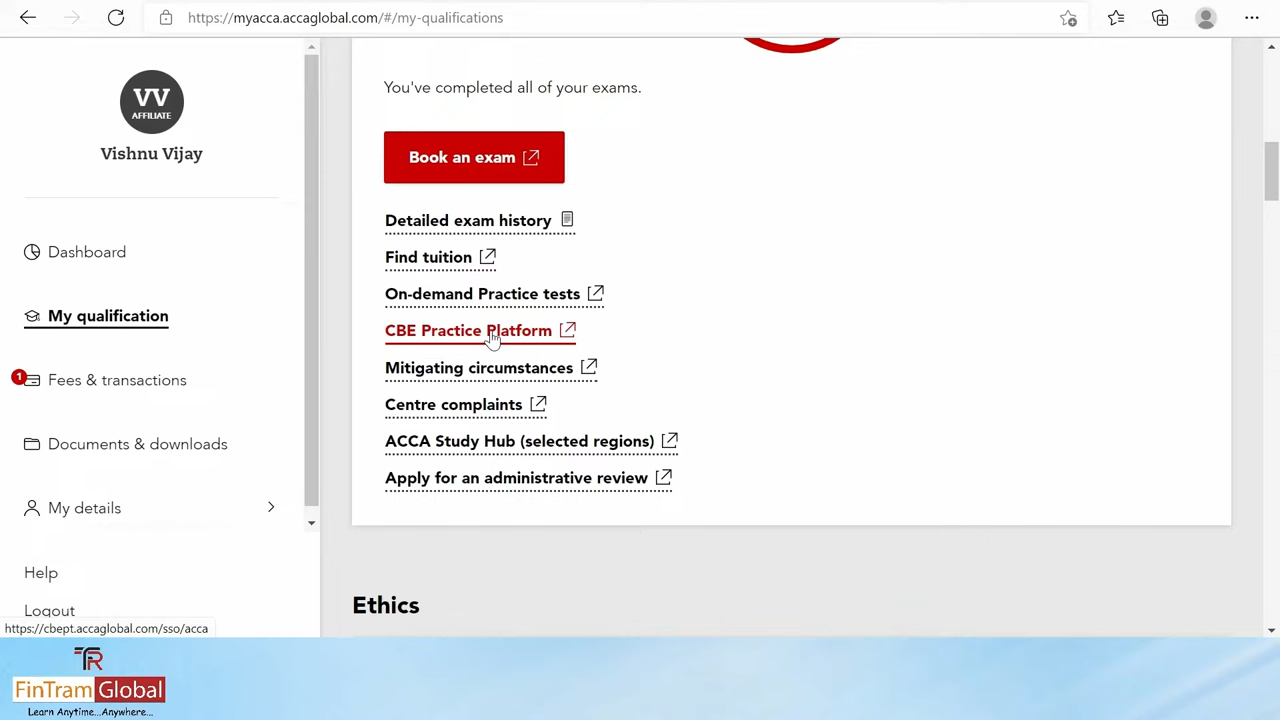 https://myacca.accaglobal.com/#/my-qualifications
VV
AFFILIATE
Vishnu Vijay
Dashboard
My qualification
1
Fees & transactions
Documents & downloads
My details
Help
Logout
https://cbept.accaglobal.com/sso/acca
You've completed all of your exams.
Book an exam
Detailed exam history
Find tuition
On-demand Practice tests
CBE Practice Platform
Mitigating circumstances
Centre complaints
ACCA Study Hub (selected regions)
Apply for an administrative review
Ethics
FinTram Global
Learn Anytime...Anywhere...